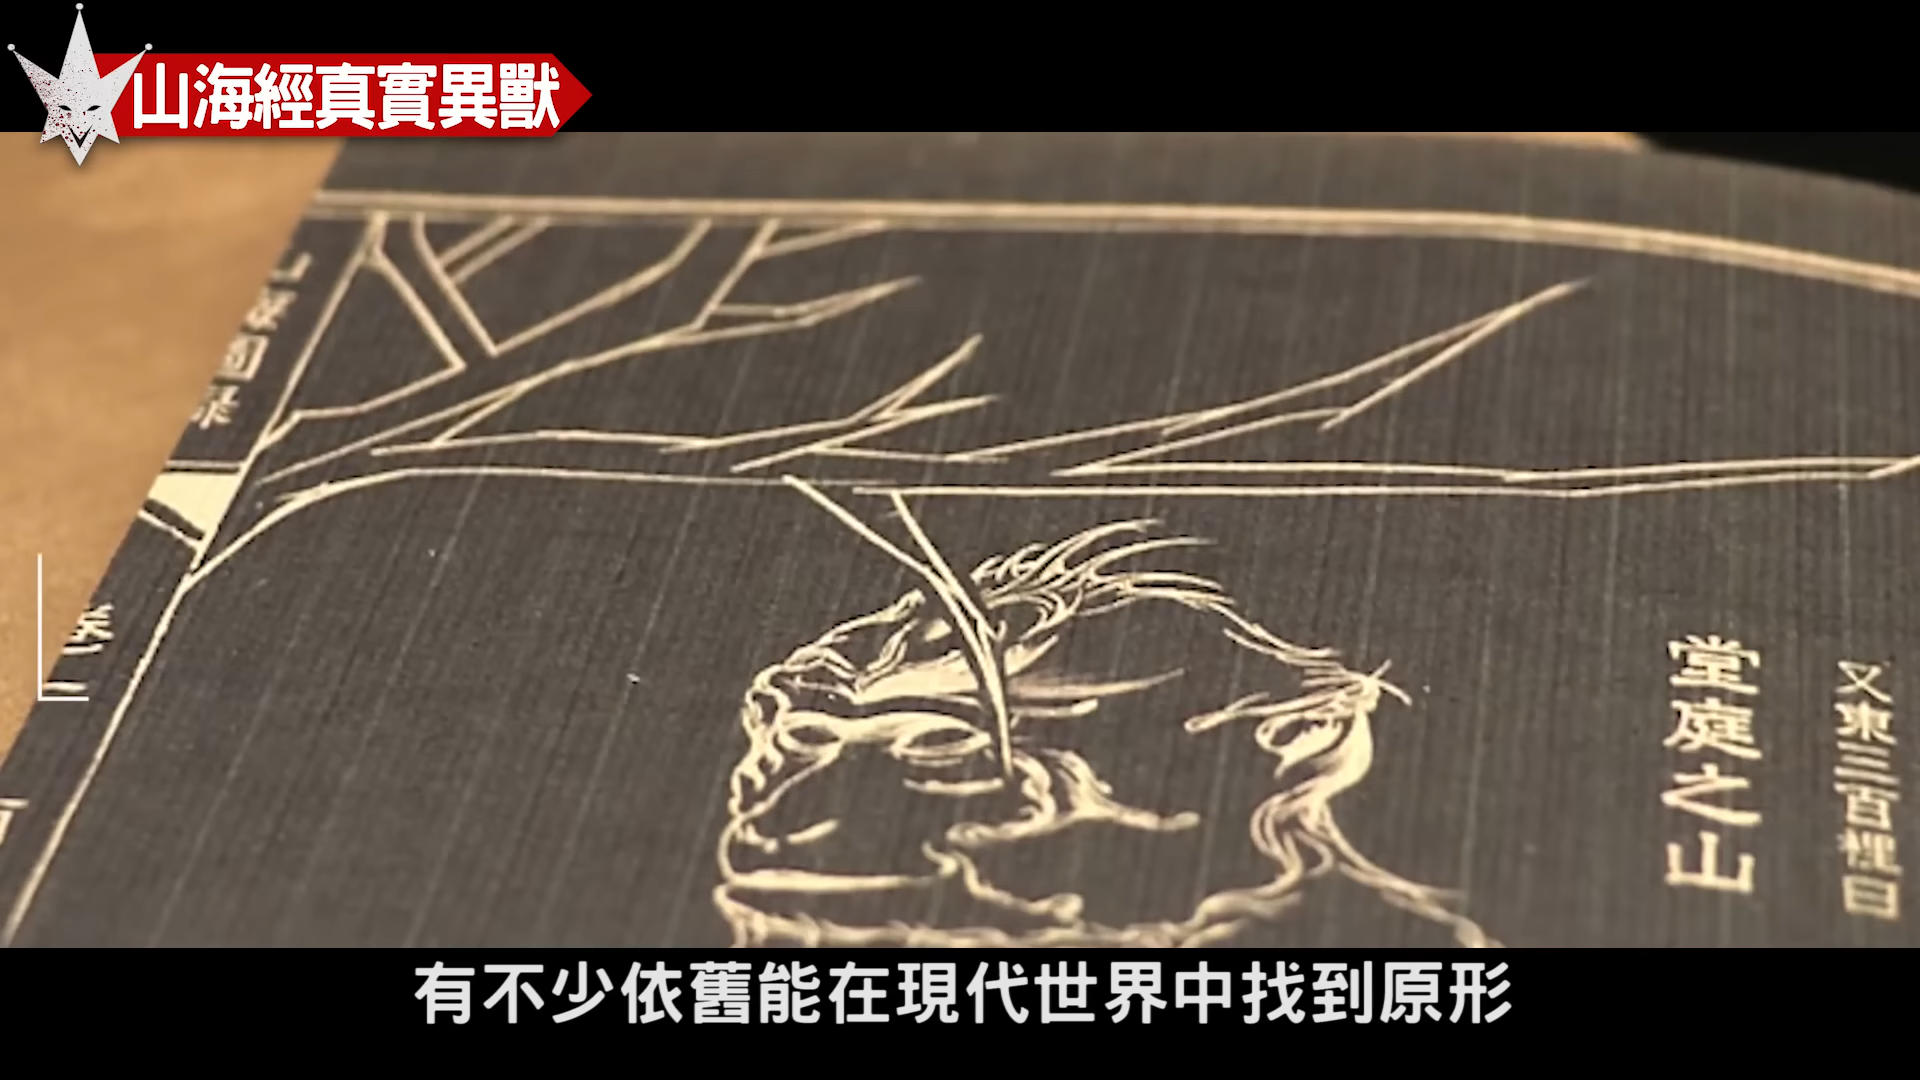 山海經真實異獸
又東三百裡曰
堂庭之山
有不少依舊能在現代世界中找到原形